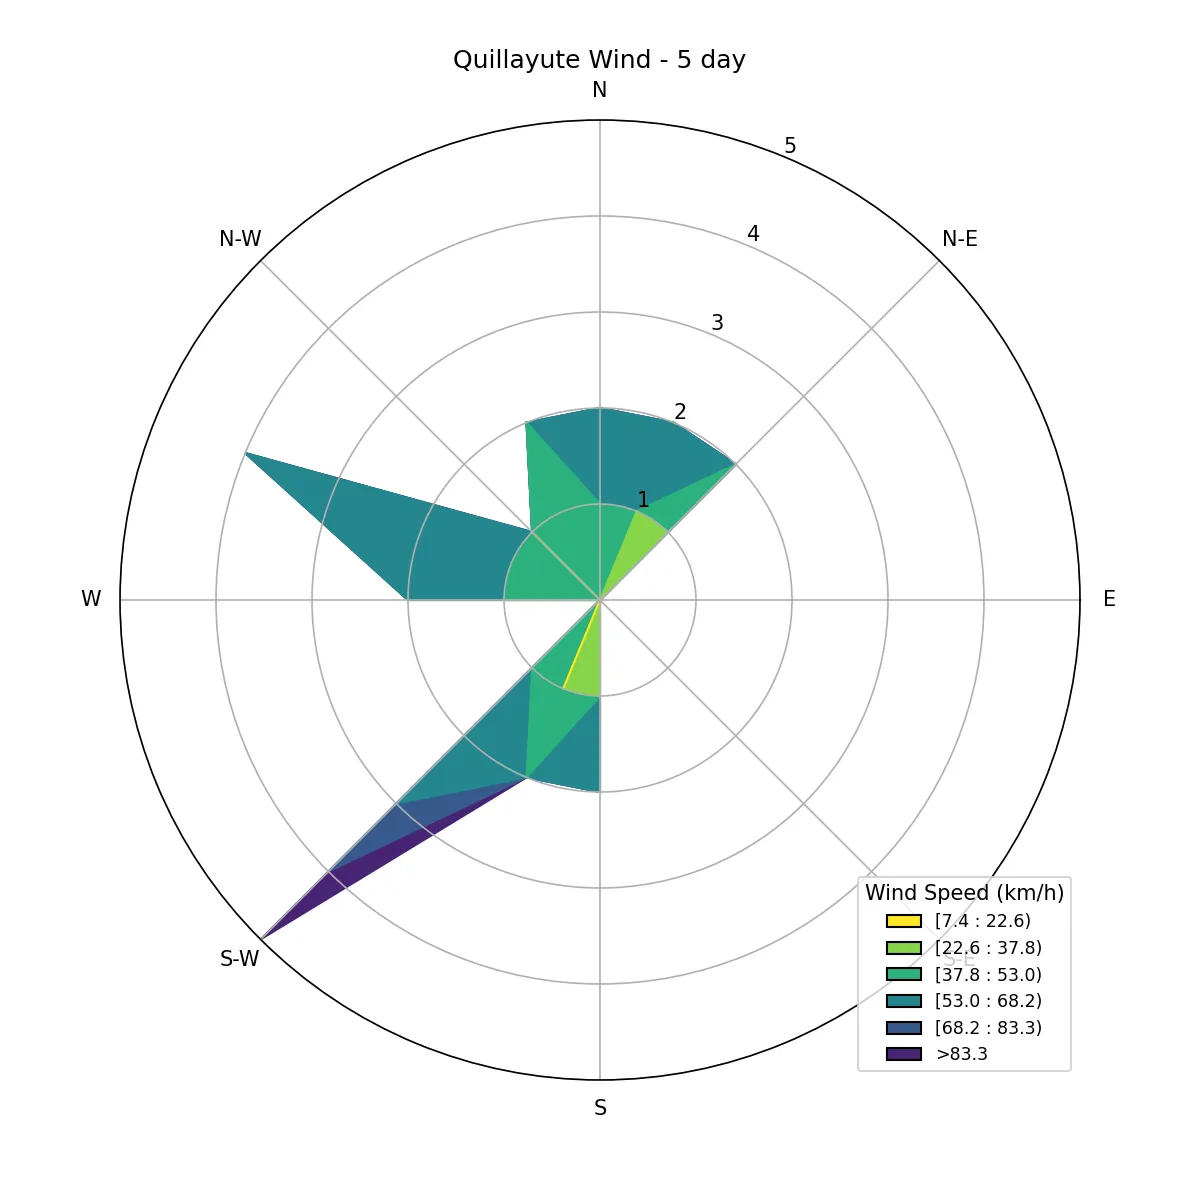 Quillayute Wind - 5 day
N
5
N-W
N-E
4
3
2
1
W
E
S-W
S-E
S
Wind Speed (km/h)
[7.4 : 22.6)
[22.6 : 37.8)
[37.8 : 53.0)
[53.0 : 68.2)
[68.2 : 83.3)
>83.3